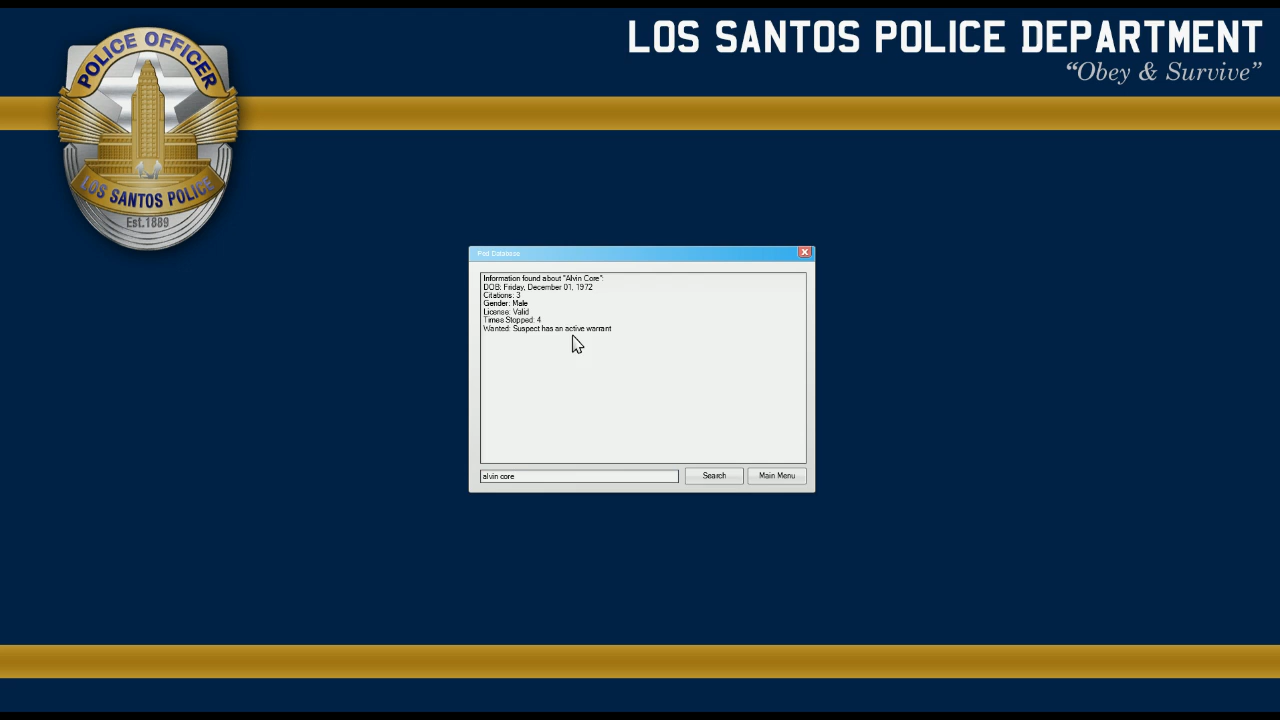 POLICE OFFICER
LOS SANTOS POLICE
Est.1889
LOS SANTOS POLICE DEPARTMENT
“Obey & Survive”
Ped Database
Information found about "Alvin Core":
DOB: Friday, December 01, 1972
Citations: 3
Gender: Male
License: Valid
Times Stopped: 4
Wanted: Suspect has an active warrant
alvin core
Search
Main Menu